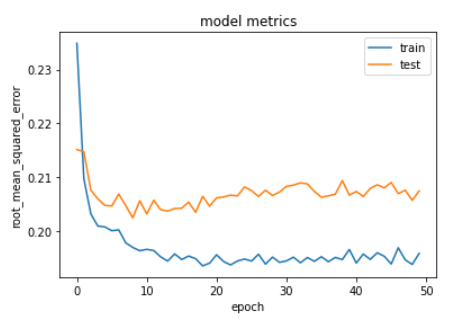 model metrics
train
test
root_mean_squared_error
0.23
0.22
0.21
0.20
0 10 20 30 40 50
epoch